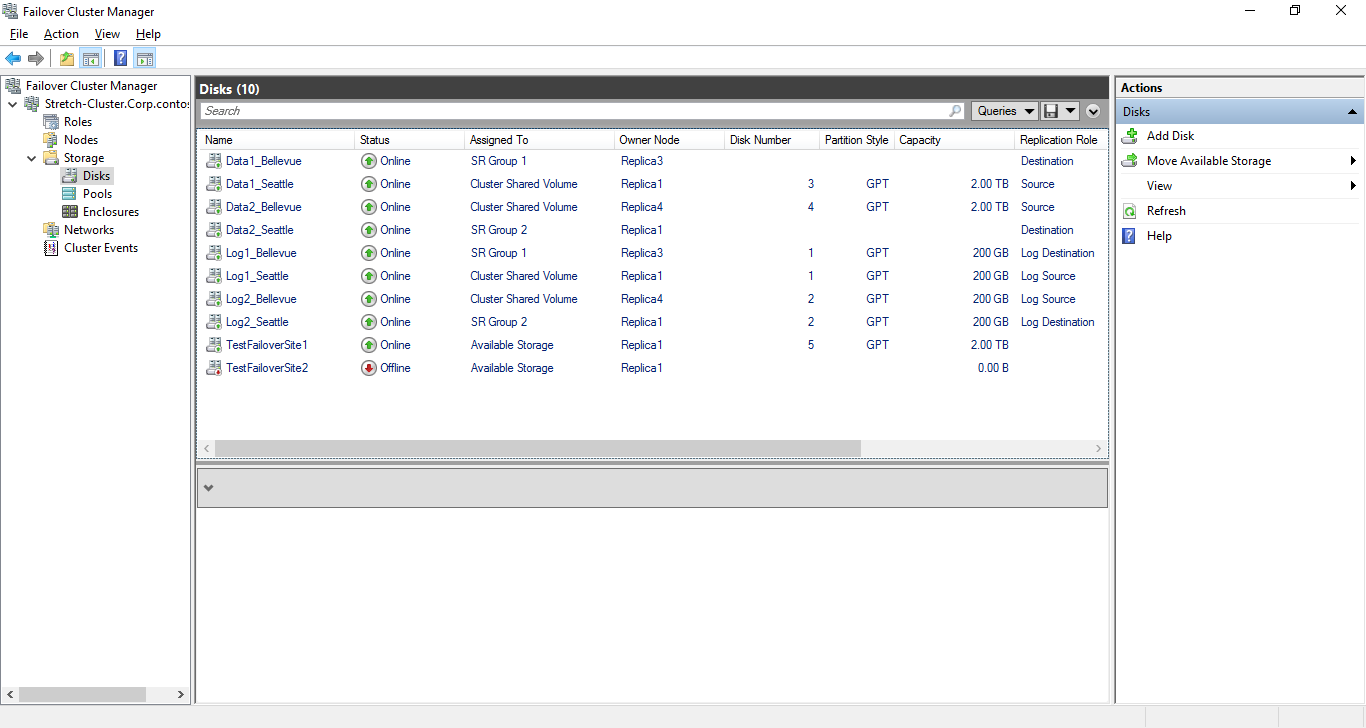 Failover Cluster Manager
File Action View Help
Failover Cluster Manager
Stretch-Cluster.Corp.contos
Roles
Nodes
Storage
Disks
Pools
Enclosures
Networks
Cluster Events
Disks (10)
Search Queries
Name Status Assigned To Owner Node Disk Number Partition Style Capacity Replication Role
Data1_Bellevue Online SR Group 1 Replica3 Destination
Data1_Seattle Online Cluster Shared Volume Replica1 3 GPT 2.00 TB Source
Data2_Bellevue Online Cluster Shared Volume Replica4 4 GPT 2.00 TB Source
Data2_Seattle Online SR Group 2 Replica1 Destination
Log1_Bellevue Online SR Group 1 Replica3 1 GPT 200 GB Log Destination
Log1_Seattle Online Cluster Shared Volume Replica1 1 GPT 200 GB Log Source
Log2_Bellevue Online Cluster Shared Volume Replica4 2 GPT 200 GB Log Source
Log2_Seattle Online SR Group 2 Replica1 2 GPT 200 GB Log Destination
TestFailoverSite1 Online Available Storage Replica1 5 GPT 2.00 TB
TestFailoverSite2 Offline Available Storage Replica1 0.00 B
Actions
Disks
Add Disk
Move Available Storage
View
Refresh
Help